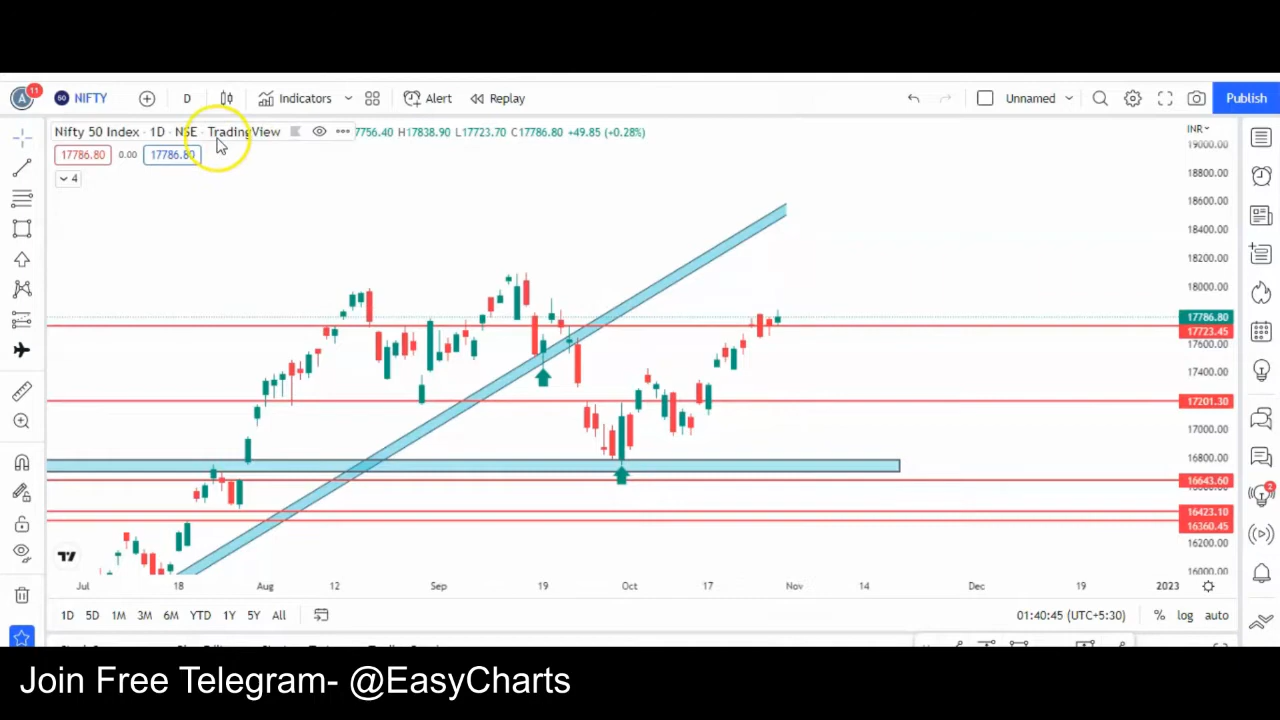 A 11 50 NIFTY D Indicators Alert Replay Unnamed Publish
Nifty 50 Index · 1D · NSE · TradingView 7756.40 H17838.90 L17723.70 C17786.80 +49.85 (+0.28%)
INR
17786.80 0.00 17786.80
4
19000.00
18800.00
18600.00
18400.00
18200.00
18000.00
17786.80
17723.45
17600.00
17400.00
17201.30
17000.00
16800.00
16643.60
2
16423.10
16360.45
16200.00
16000.00
Jul 18 Aug 12 Sep 19 Oct 17 Nov 14 Dec 19 2023
1D 5D 1M 3M 6M YTD 1Y 5Y All 01:40:45 (UTC+5:30) % log auto
Join Free Telegram- @EasyCharts